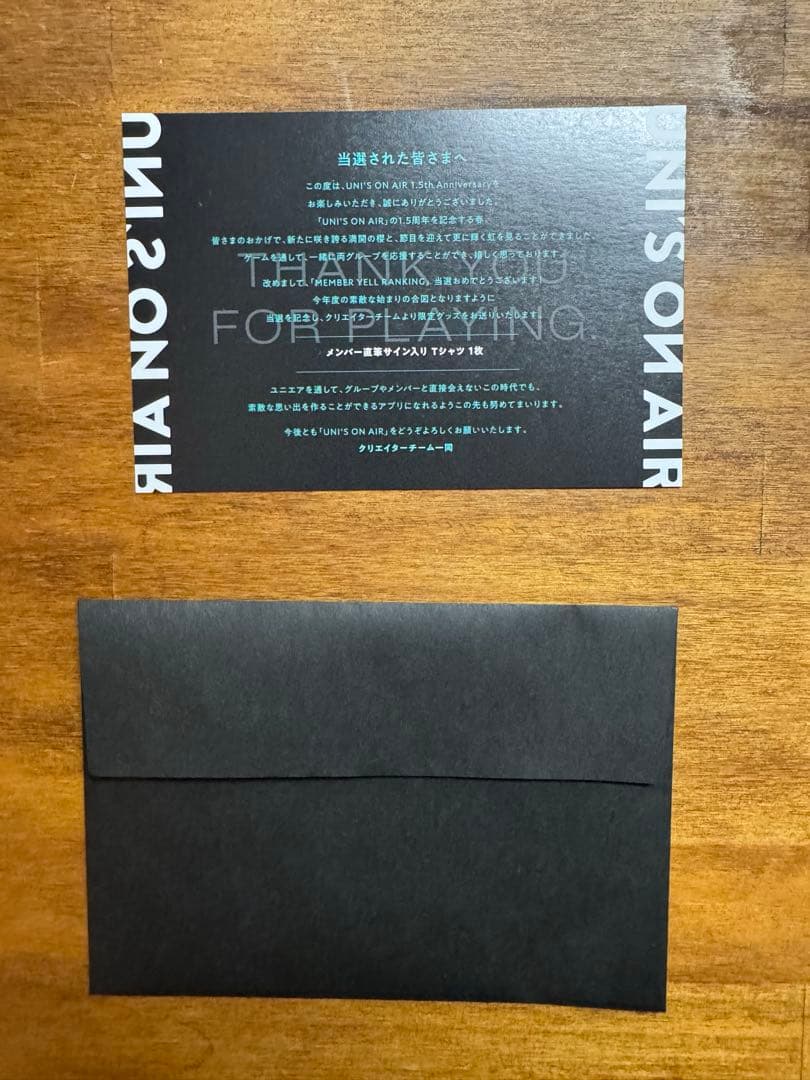 UNI'S ON AIR
UNI'S ON AIR
当選された皆さまへ
この度は、UNI'S ON AIR 1.5th Anniversaryを
お楽しみいただき、誠にありがとうございました。
「UNI'S ON AIR」の1.5周年を記念する春、
皆さまのおかげで、新たに咲き誇る満開の櫻と、節目を迎えて更に輝く虹を見ることができました。
ゲームを通して、一緒に両グループを応援することができ、嬉しく思っております。
THANK YOU
改めまして、「MEMBER YELL RANKING」当選おめでとうございます!
今年度の素敵な始まりの合図となりますように
当選を記念し、クリエイターチームより限定グッズをお送りいたします。
FOR PLAYING.
メンバー直筆サイン入り Tシャツ 1枚
ユニエアを通して、グループやメンバーと直接会えないこの時代でも、
素敵な思い出を作ることができるアプリになれるようこの先も努めてまいります。
今後とも「UNI'S ON AIR」をどうぞよろしくお願いいたします。
クリエイターチーム一同